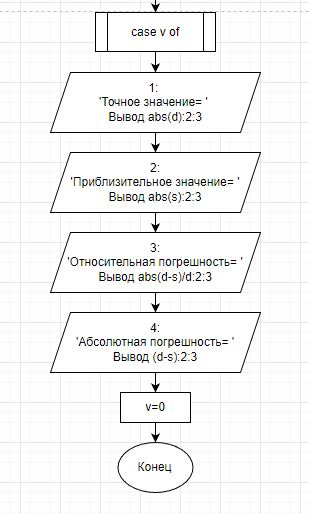 case v of
1:
'Точное значение= '
Вывод abs(d):2:3
2:
'Приблизительное значение= '
Вывод abs(s):2:3
3:
'Относительная погрешность= '
Вывод abs(d-s)/d:2:3
4:
'Абсолютная погрешность= '
Вывод (d-s):2:3
v=0
Конец